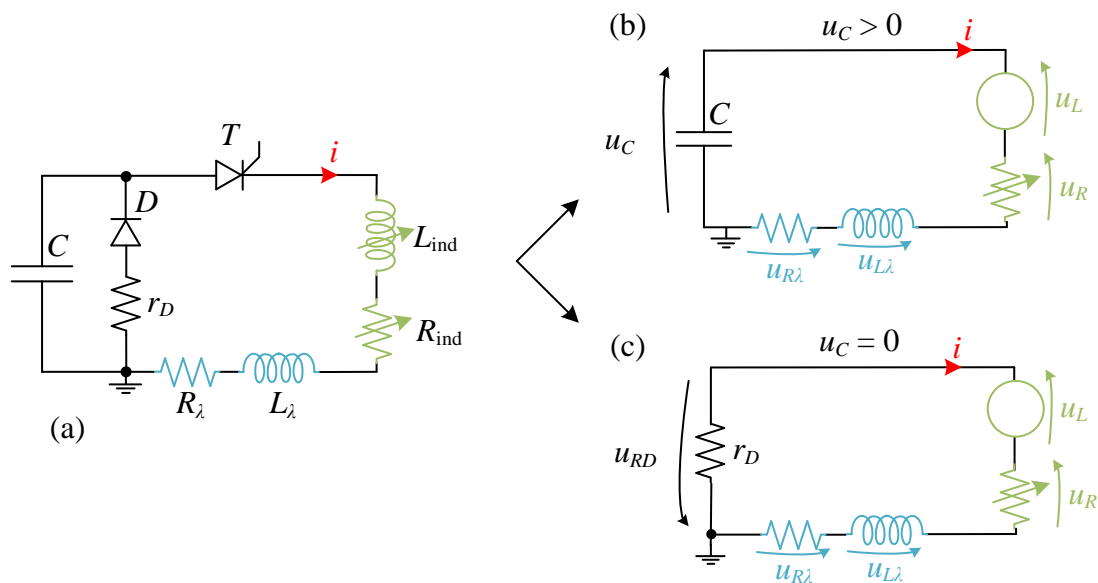 T
i
D
C
L_ind
r_D
R_ind
R_λ
L_λ
(a)
(b)
u_C > 0
i
u_L
C
u_C
u_R
u_Rλ
u_Lλ
(c)
u_C = 0
i
u_L
u_RD
r_D
u_R
u_Rλ
u_Lλ